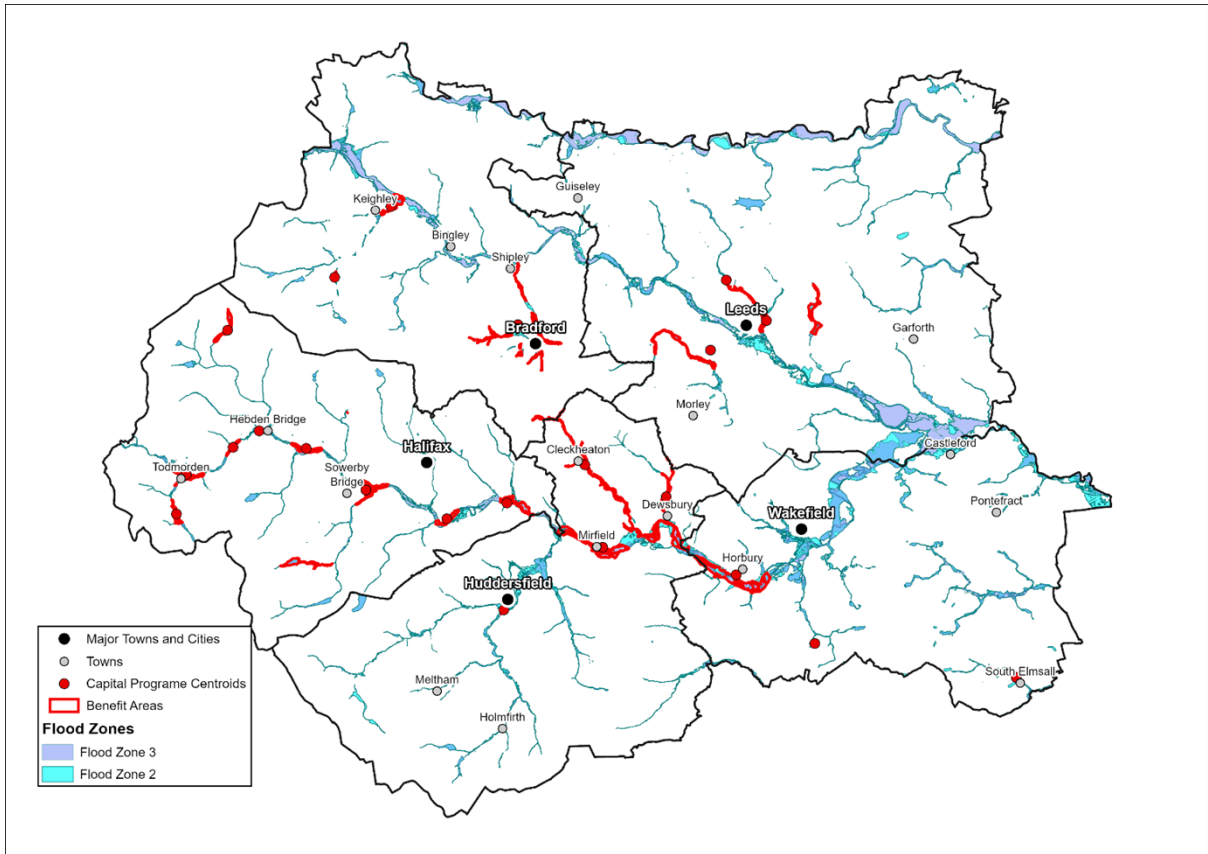 Guiseley
Keighley
Bingley
Shipley
Leeds
Bradford
Garforth
Morley
Hebden Bridge
Halifax
Cleckheaton
Castleford
Todmorden
Sowerby
Bridge
Dewsbury
Pontefract
Wakefield
Mirfield
Horbury
Huddersfield
South Elmsall
Meltham
Holmfirth
Major Towns and Cities
Towns
Capital Programe Centroids
Benefit Areas
Flood Zones
Flood Zone 3
Flood Zone 2